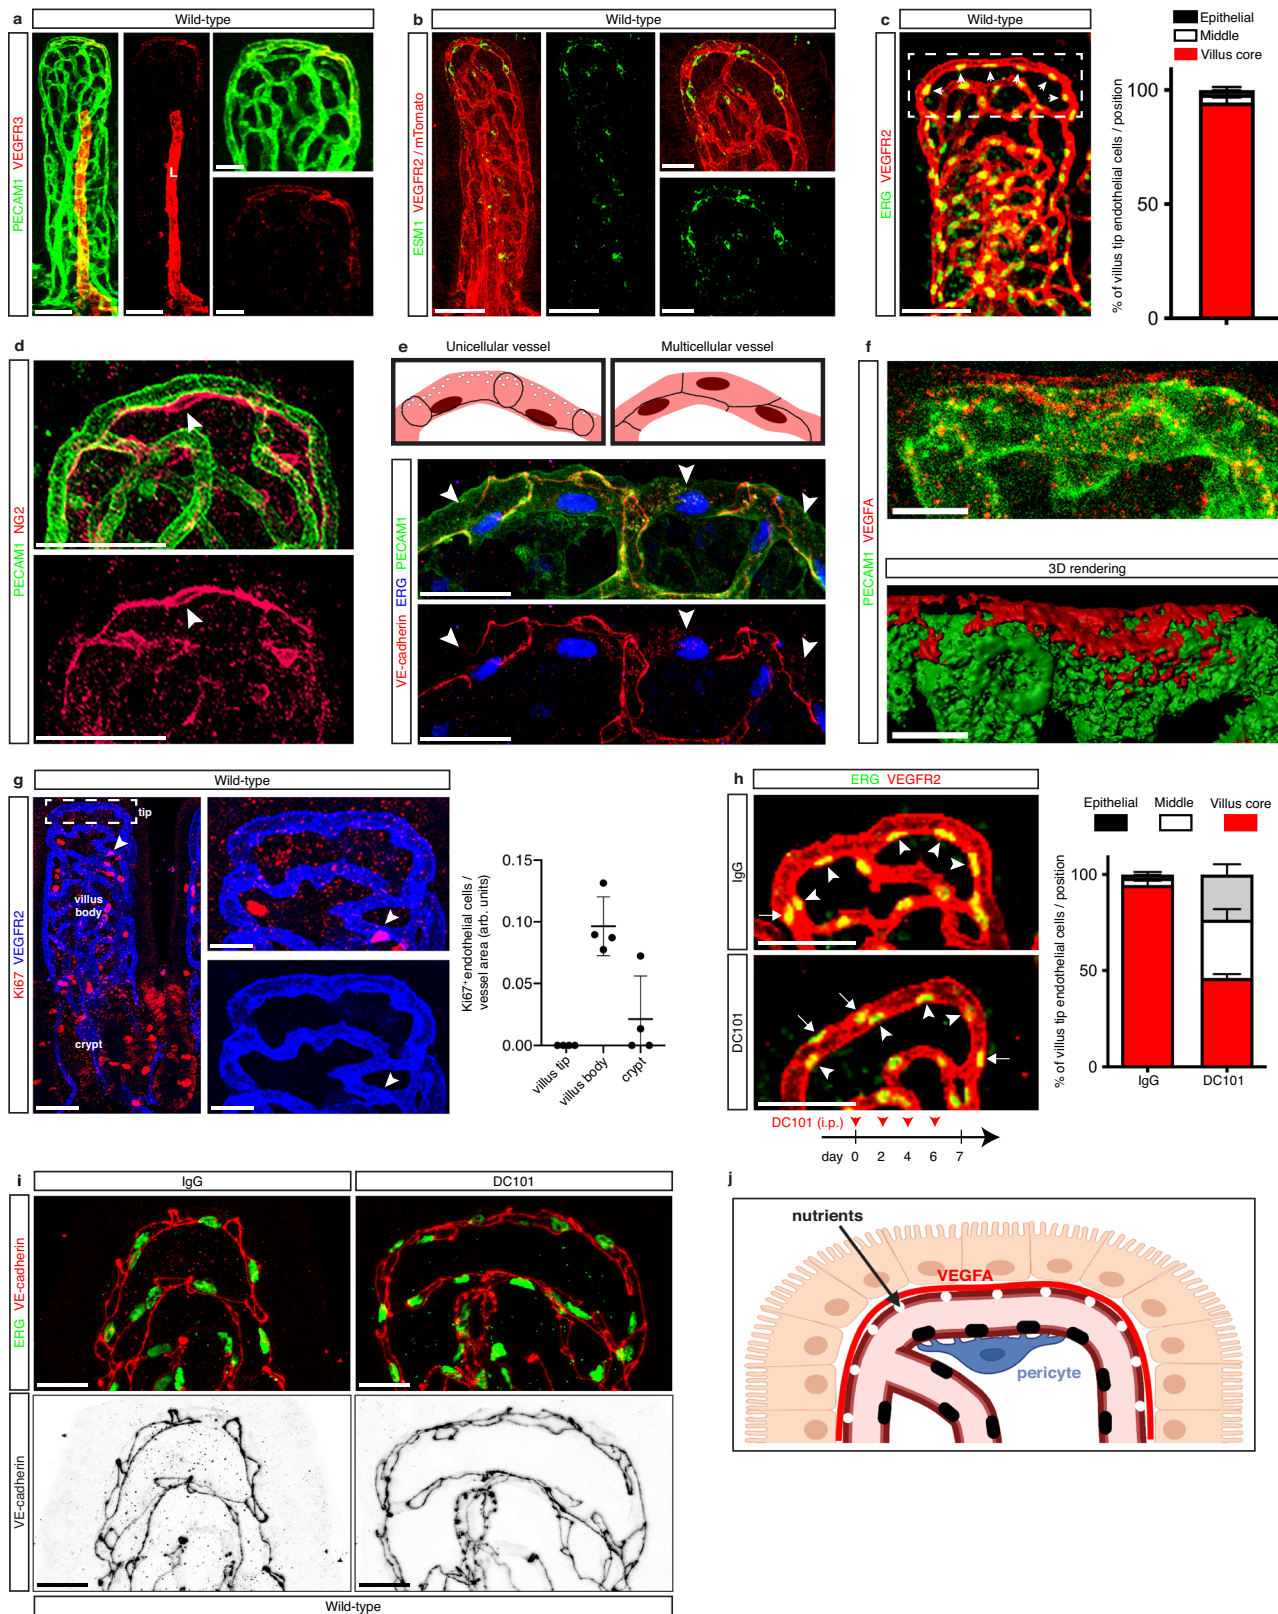 a
Wild-type
PECAM1 VEGFR3
L
b
Wild-type
ESM1 VEGFR2 / mTomato
c
Wild-type
ERG VEGFR2
Epithelial
Middle
Villus core
% of villus tip endothelial cells / position
100
50
0
d
PECAM1 NG2
e
Unicellular vessel
Multicellular vessel
VE-cadherin ERG PECAM1
f
PECAM1 VEGFA
3D rendering
g
Wild-type
Ki67 VEGFR2
tip
villus
body
crypt
Ki67+ endothelial cells /
vessel area (arb. units)
0.15
0.10
0.05
0.00
villus tip
villus body
crypt
h
ERG VEGFR2
IgG
DC101
DC101 (i.p.)
day 0 2 4 6 7
Epithelial
Middle
Villus core
% of villus tip endothelial cells / position
100
50
0
IgG
DC101
i
IgG
DC101
ERG VE-cadherin
VE-cadherin
Wild-type
j
nutrients
VEGFA
pericyte